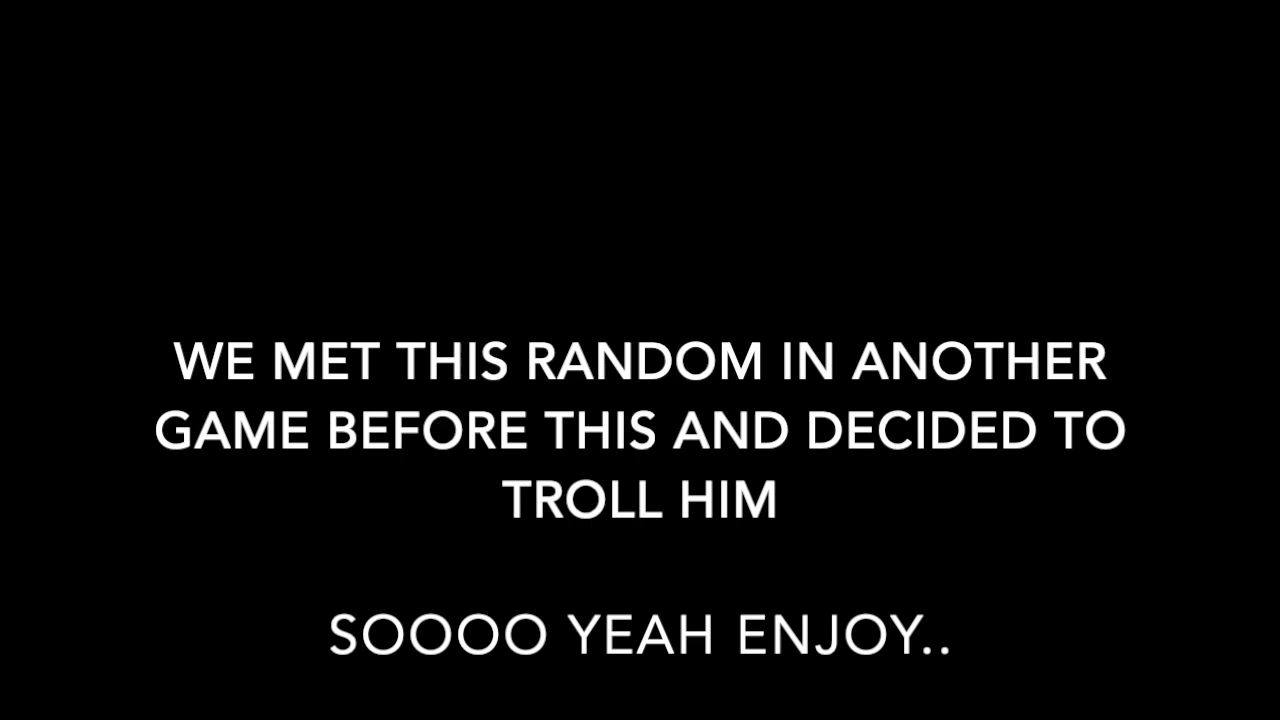 WE MET THIS RANDOM IN ANOTHER
GAME BEFORE THIS AND DECIDED TO
TROLL HIM
SOOOO YEAH ENJOY..